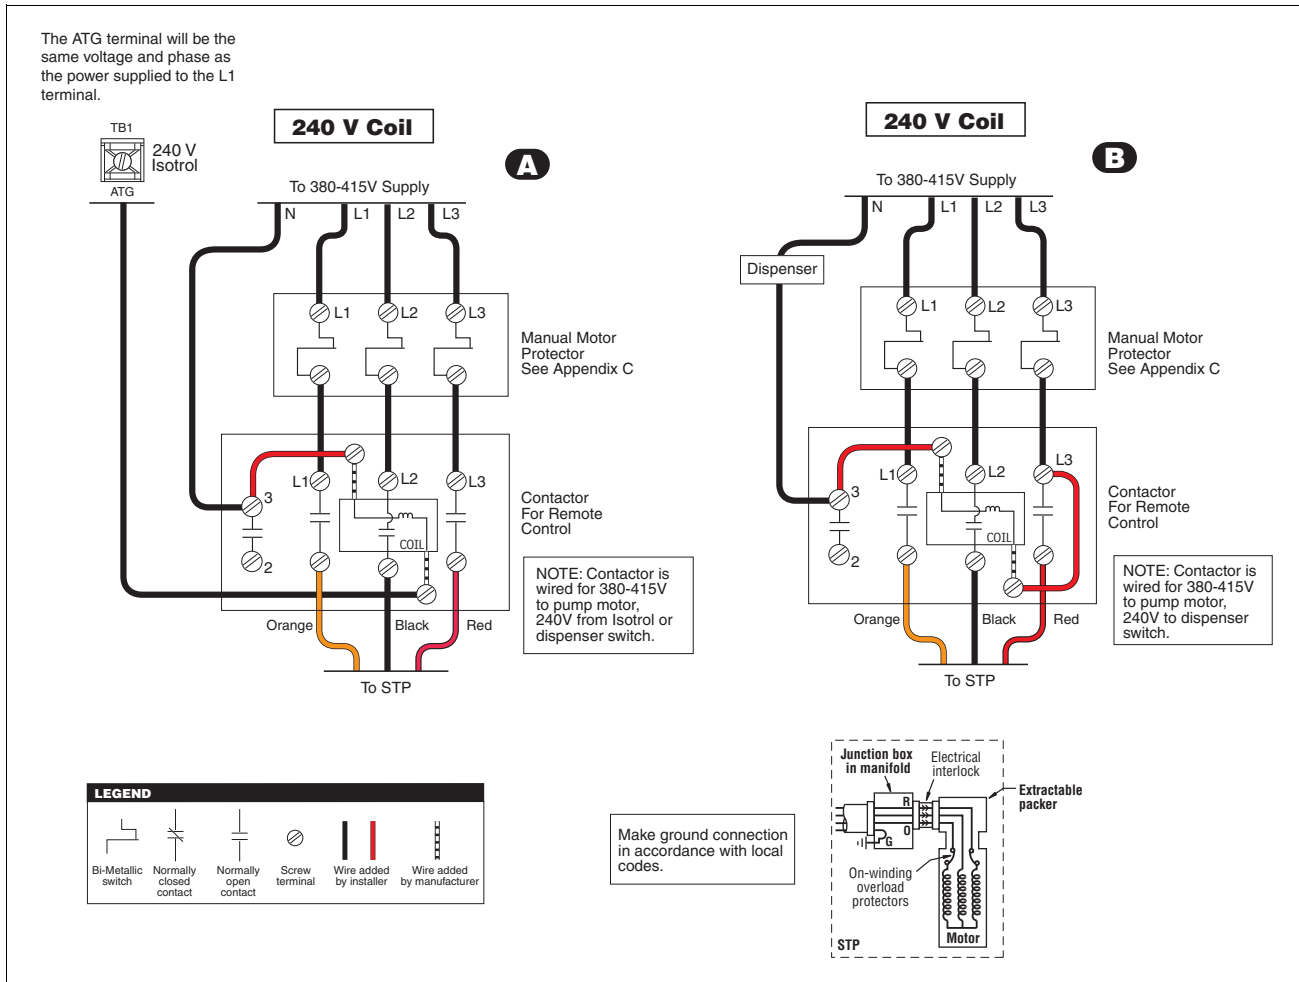 The ATG terminal will be the
same voltage and phase as
the power supplied to the L1
terminal.
TB1
240 V
Isotrol
ATG
240 V Coil
A
To 380-415V Supply
N
L1
L2
L3
L1
L2
L3
Manual Motor
Protector
See Appendix C
3
L1
L2
L3
COIL
2
Contactor
For Remote
Control
Orange
Black
Red
To STP
NOTE: Contactor is
wired for 380-415V
to pump motor,
240V from Isotrol or
dispenser switch.
240 V Coil
B
To 380-415V Supply
N
L1
L2
L3
Dispenser
L1
L2
L3
Manual Motor
Protector
See Appendix C
3
L1
L2
L3
COIL
2
Contactor
For Remote
Control
Orange
Black
Red
To STP
NOTE: Contactor is
wired for 380-415V
to pump motor,
240V to dispenser
switch.
LEGEND
Bi-Metallic
switch
Normally
closed
contact
Normally
open
contact
Screw
terminal
Wire added
by installer
Wire added
by manufacturer
Make ground connection
in accordance with local
codes.
Junction box
in manifold
Electrical
interlock
Extractable
packer
R
O
G
On-winding
overload
protectors
Motor
STP